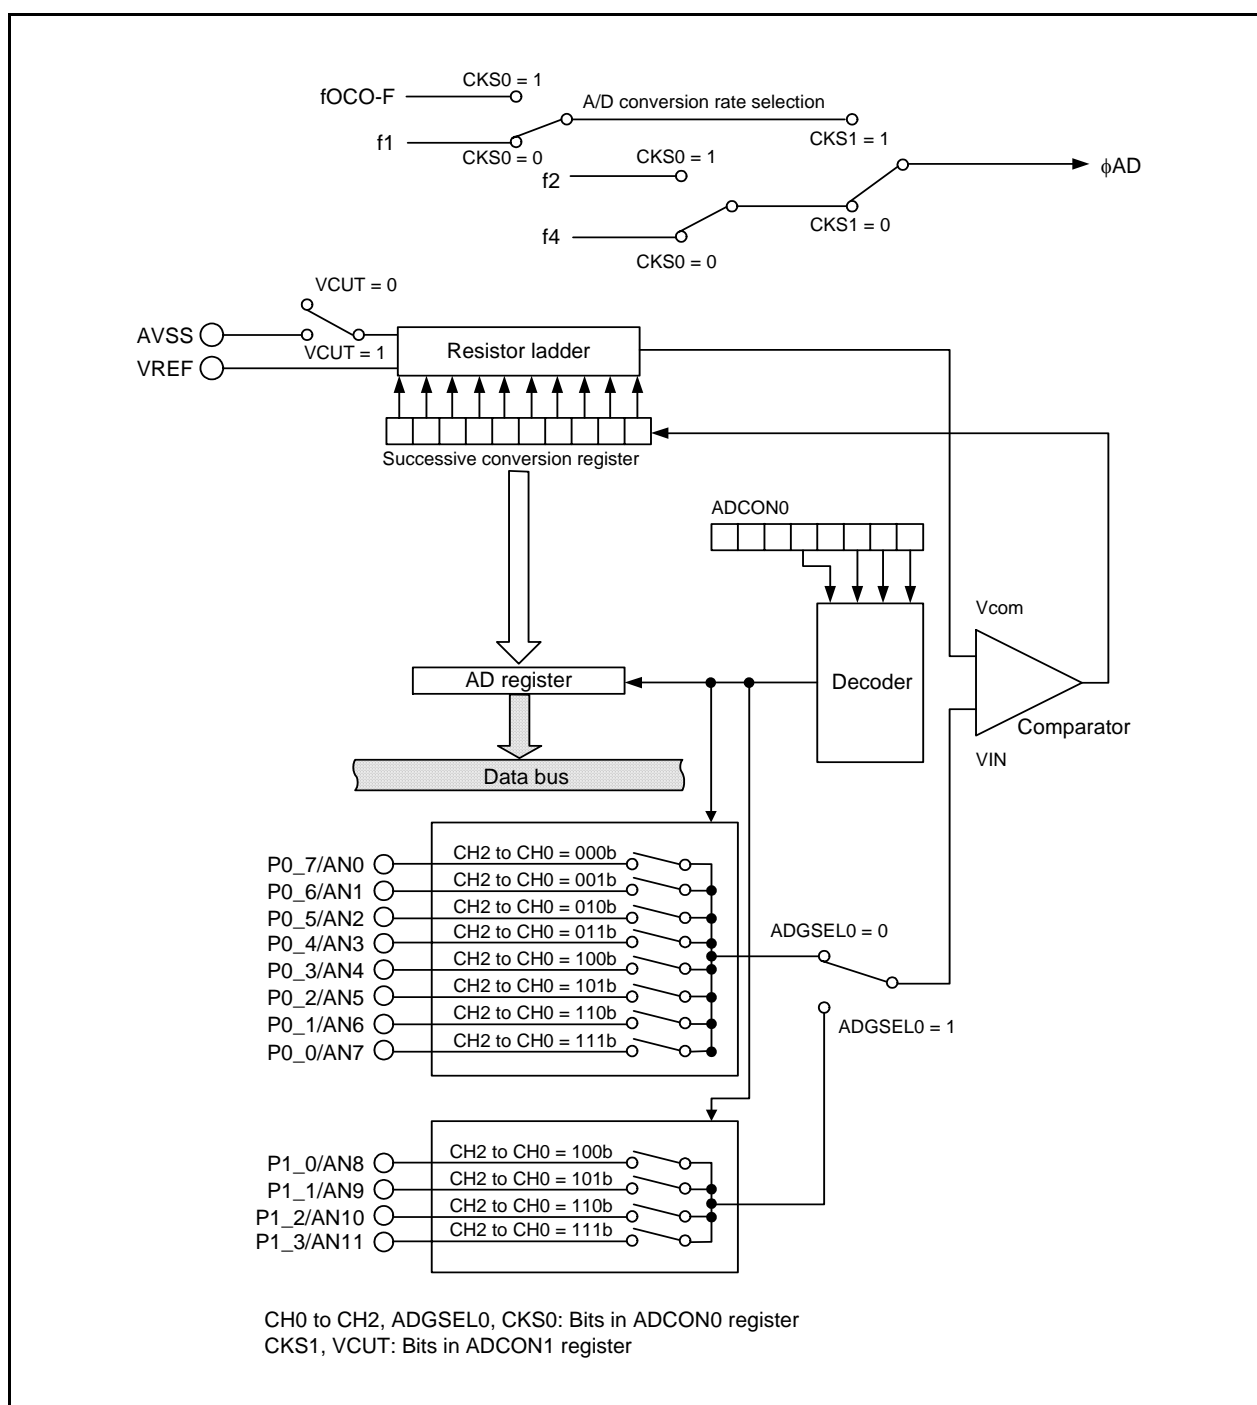 CKS0 = 1
fOCO-F
A/D conversion rate selection
f1
CKS0 = 0
CKS1 = 1
CKS0 = 1
f2
ϕAD
f4
CKS1 = 0
CKS0 = 0
VCUT = 0
AVSS
VCUT = 1
VREF
Resistor ladder
Successive conversion register
ADCON0
Vcom
AD register
Decoder
Comparator
VIN
Data bus
P0_7/AN0 CH2 to CH0 = 000b
P0_6/AN1 CH2 to CH0 = 001b
P0_5/AN2 CH2 to CH0 = 010b
P0_4/AN3 CH2 to CH0 = 011b
P0_3/AN4 CH2 to CH0 = 100b
P0_2/AN5 CH2 to CH0 = 101b
P0_1/AN6 CH2 to CH0 = 110b
P0_0/AN7 CH2 to CH0 = 111b
ADGSEL0 = 0
ADGSEL0 = 1
P1_0/AN8 CH2 to CH0 = 100b
P1_1/AN9 CH2 to CH0 = 101b
P1_2/AN10 CH2 to CH0 = 110b
P1_3/AN11 CH2 to CH0 = 111b
CH0 to CH2, ADGSEL0, CKS0: Bits in ADCON0 register
CKS1, VCUT: Bits in ADCON1 register